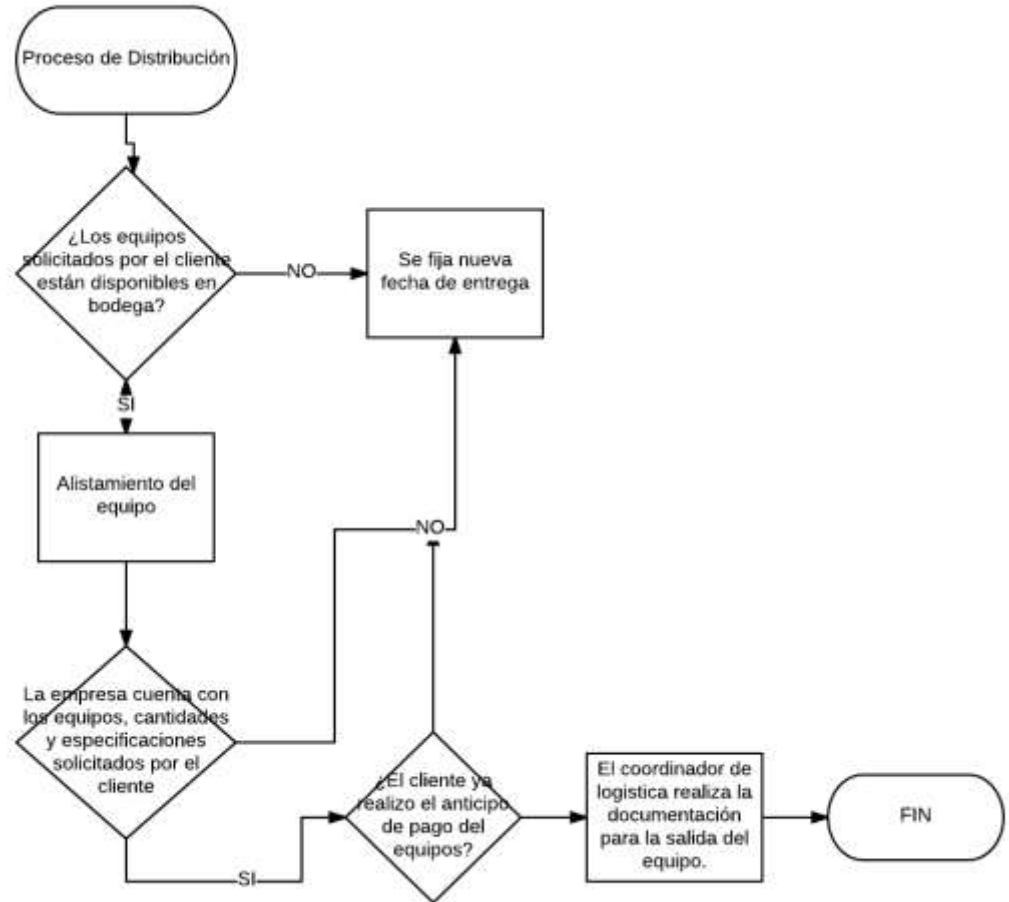 Proceso de Distribución
¿Los equipos
solicitados por el cliente
están disponibles en
bodega?
NO
Se fija nueva
fecha de entrega
SI
Alistamiento del
equipo
NO
La empresa cuenta con
los equipos, cantidades
y especificaciones
solicitados por el
cliente
SI
¿El cliente ya
realizo el anticipo
de pago del
equipos?
El coordinador de
logistica realiza la
documentación
para la salida del
equipo.
FIN